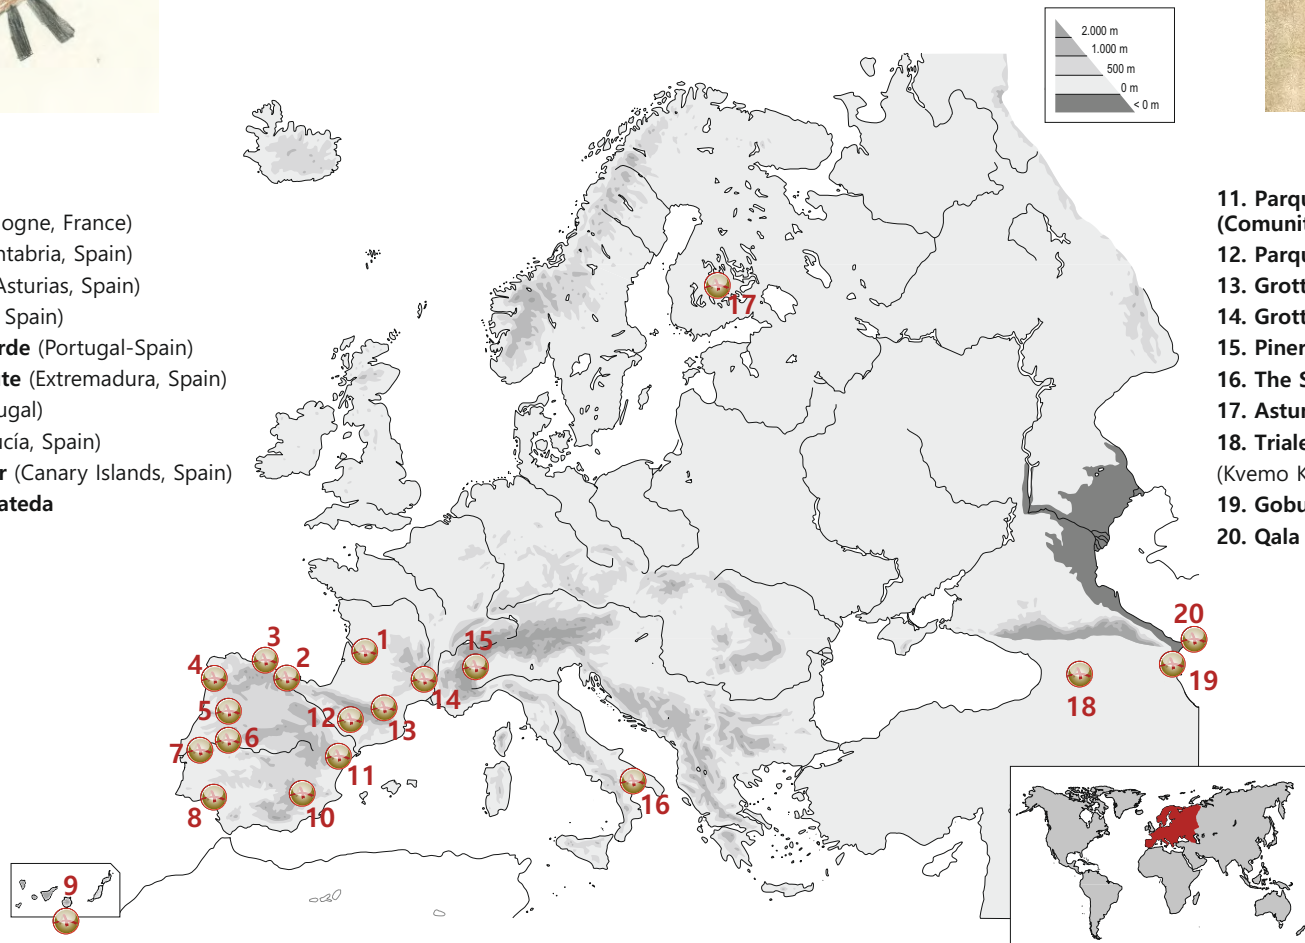 2.000 m
1.000 m
500 m
0 m
< 0 m
ogne, France)
ntabria, Spain)
Asturias, Spain)
Spain)
rde (Portugal-Spain)
te (Extremadura, Spain)
ugal)
ucía, Spain)
r (Canary Islands, Spain)
ateda
11. Parqu
(Comunit
12. Parqu
13. Grott
14. Grott
15. Piner
16. The S
17. Astur
18. Triale
(Kvemo K
19. Gobu
20. Qala
17
20
3
1
15
2
4
19
14
18
5
12
13
6
7
11
16
8
10
9